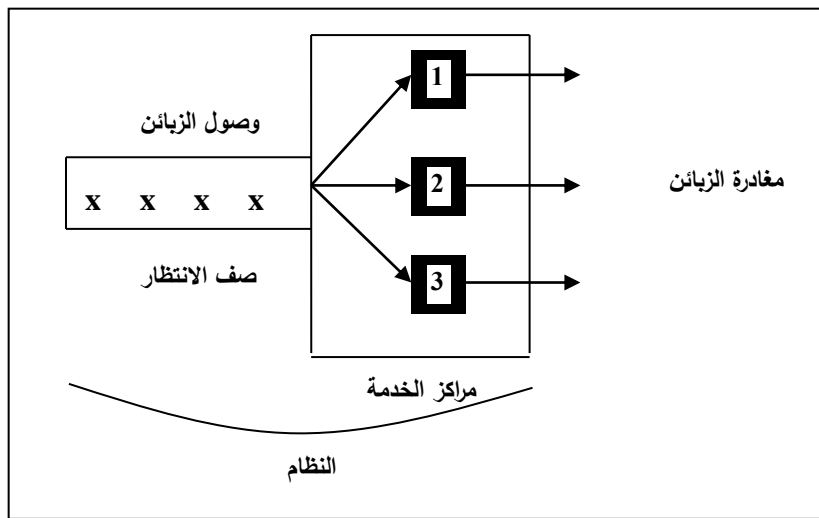 1
وصول الزبائن
2
مغادرة الزبائن
x x x x
صف الانتظار
3
مراكز الخدمة
النظام